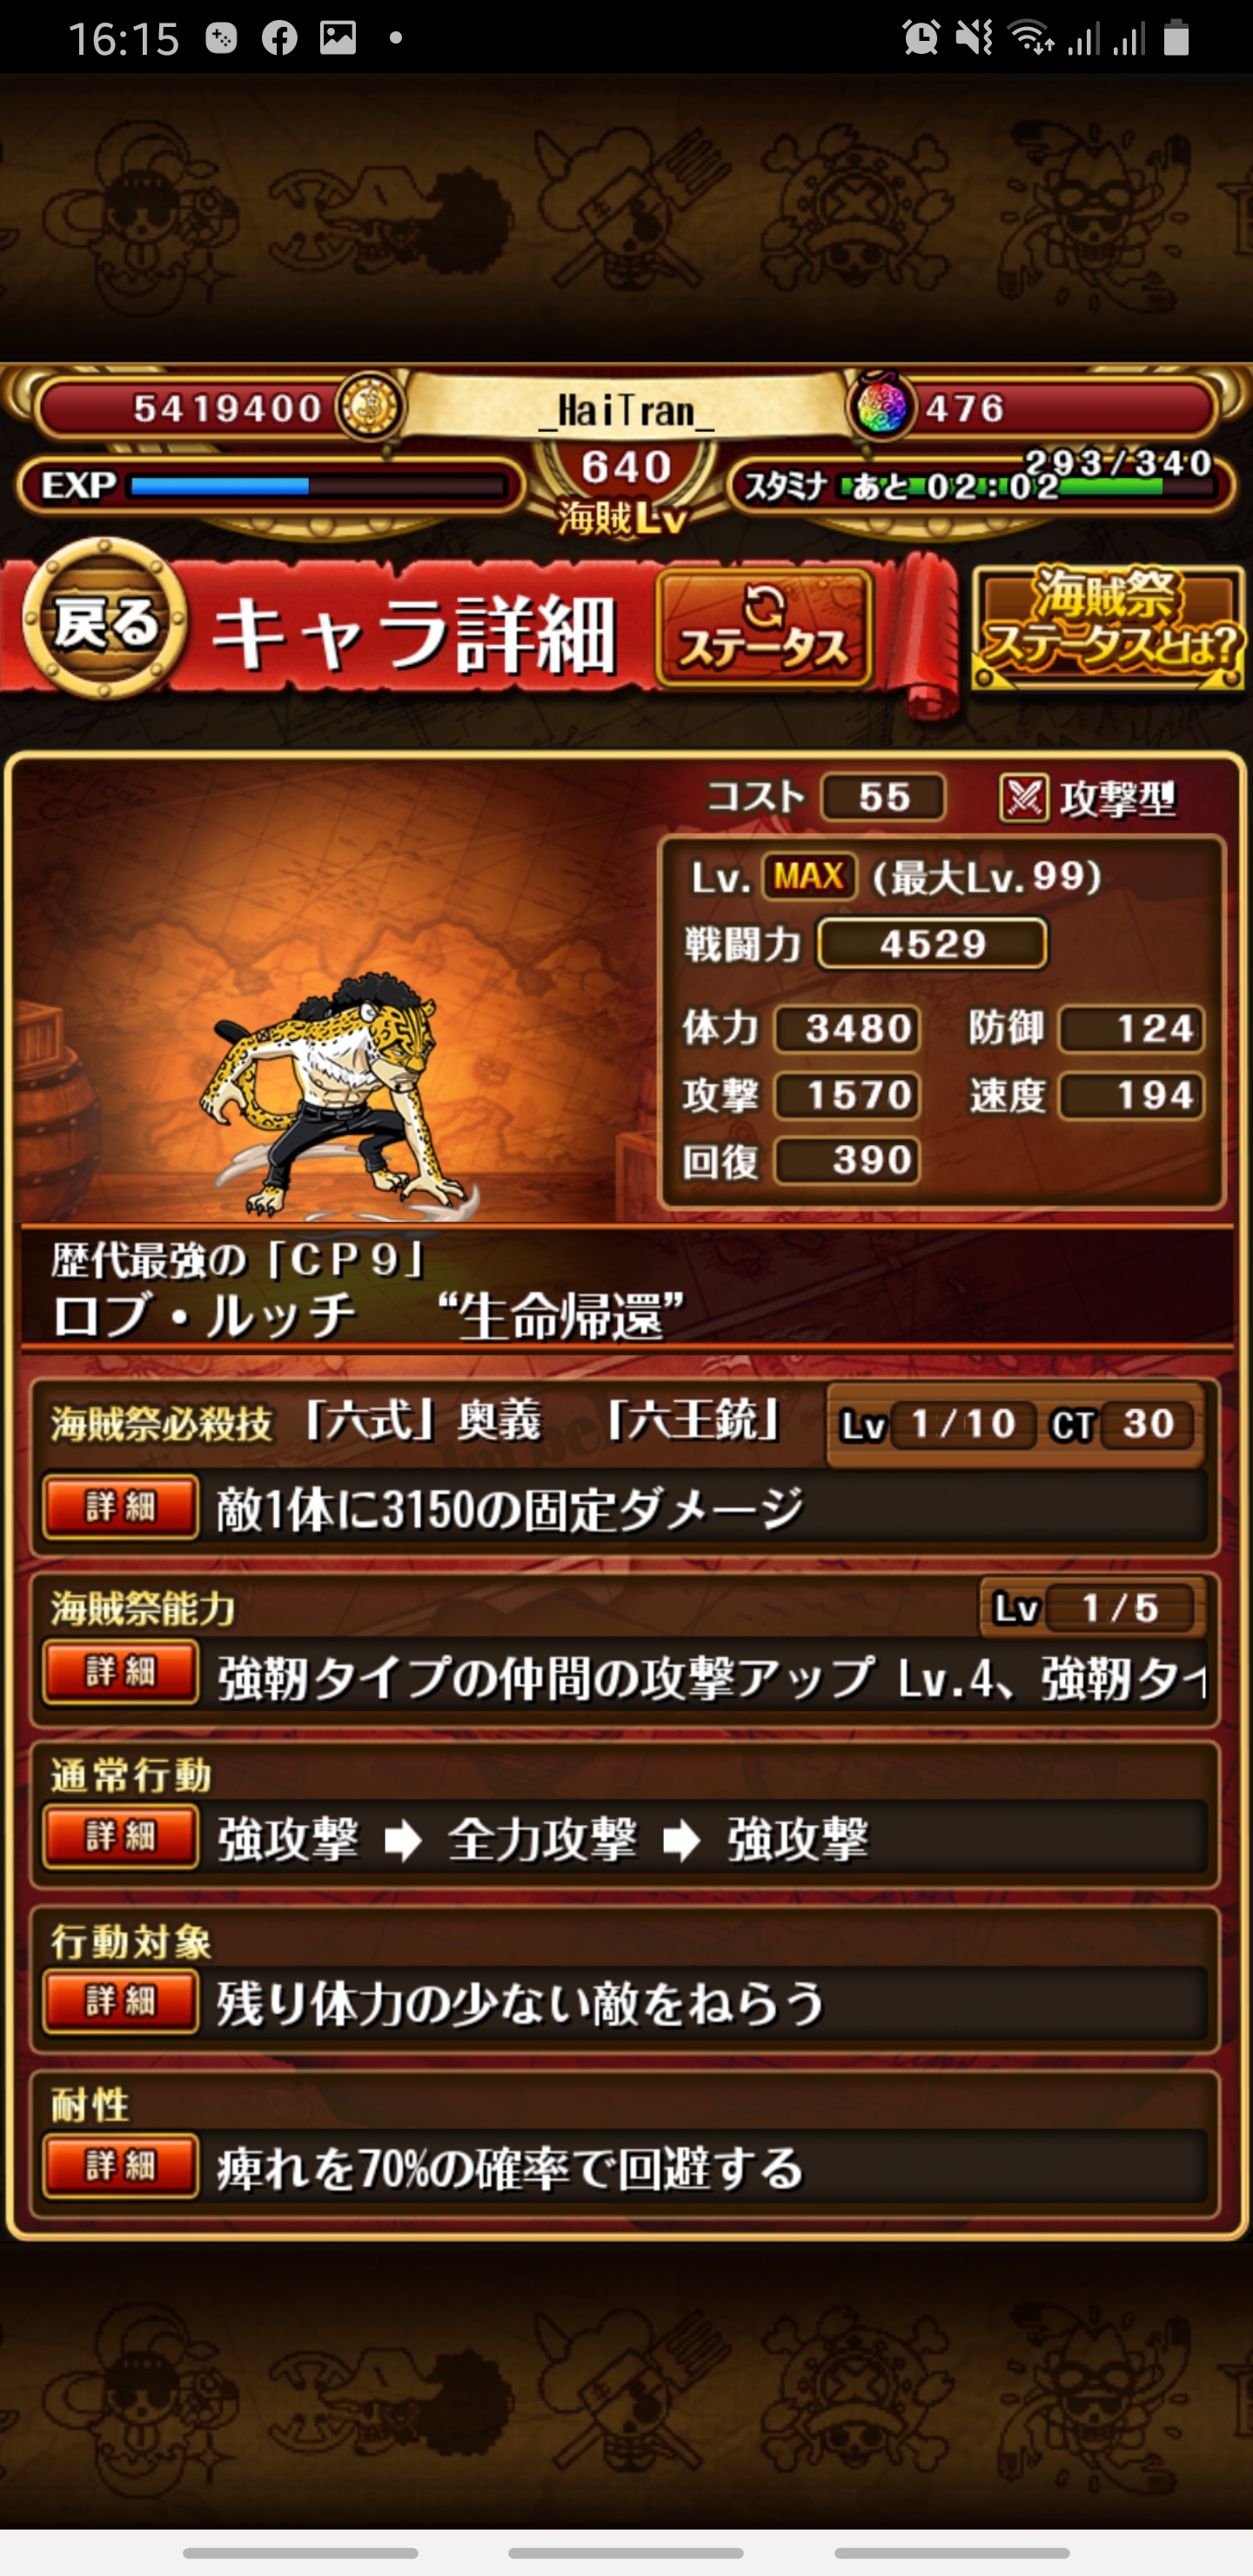 16:15
5419400
_HaiTran_
476
EXP
640
海賊Lv
スタミナ あと 02:02
293/340
戻る
キャラ詳細
ステータス
海賊祭
ステータスとは?
コスト 55 攻撃型
Lv. MAX (最大Lv.99)
戦闘力 4529
体力 3480 防御 124
攻撃 1570 速度 194
回復 390
歴代最強の「CP9」
ロブ・ルッチ “生命帰還”
海賊祭必殺技 「六式」奥義 「六王銃」 Lv 1/10 CT 30
詳細 敵1体に3150の固定ダメージ
海賊祭能力 Lv 1/5
詳細 強靭タイプの仲間の攻撃アップ Lv.4、強靭タイ
通常行動
詳細 強攻撃 ➡ 全力攻撃 ➡ 強攻撃
行動対象
詳細 残り体力の少ない敵をねらう
耐性
詳細 痺れを70%の確率で回避する